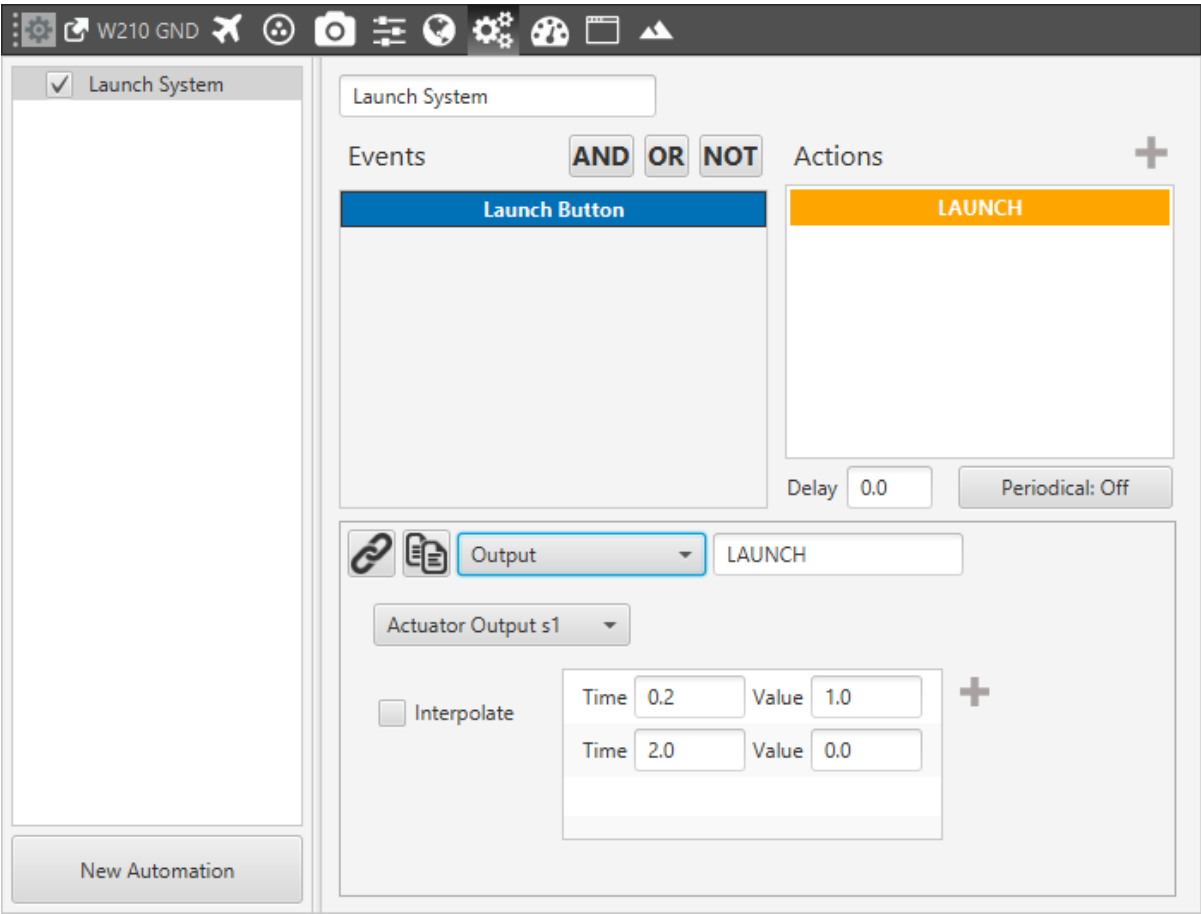 W210 GND
Launch System
Launch System
Events AND OR NOT Actions
Launch Button
LAUNCH
Delay 0.0 Periodical: Off
Output LAUNCH
Actuator Output s1
Interpolate
Time 0.2 Value 1.0
Time 2.0 Value 0.0
New Automation